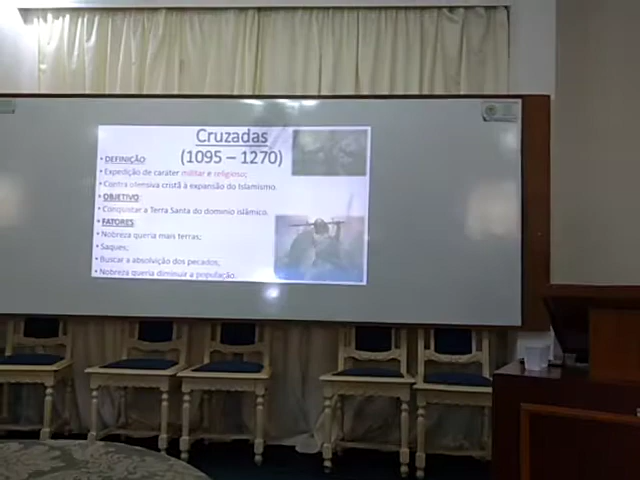 Cruzadas
(1095 – 1270)
• DEFINIÇÃO:
• Expedição de caráter militar e religioso;
• Contra ofensiva cristã à expansão do Islamismo.
• OBJETIVO:
• Conquistar a Terra Santa do domínio islâmico.
• FATORES:
• Nobreza queria mais terras;
• Saques;
• Buscar a absolvição dos pecados;
• Nobreza queria diminuir a população.